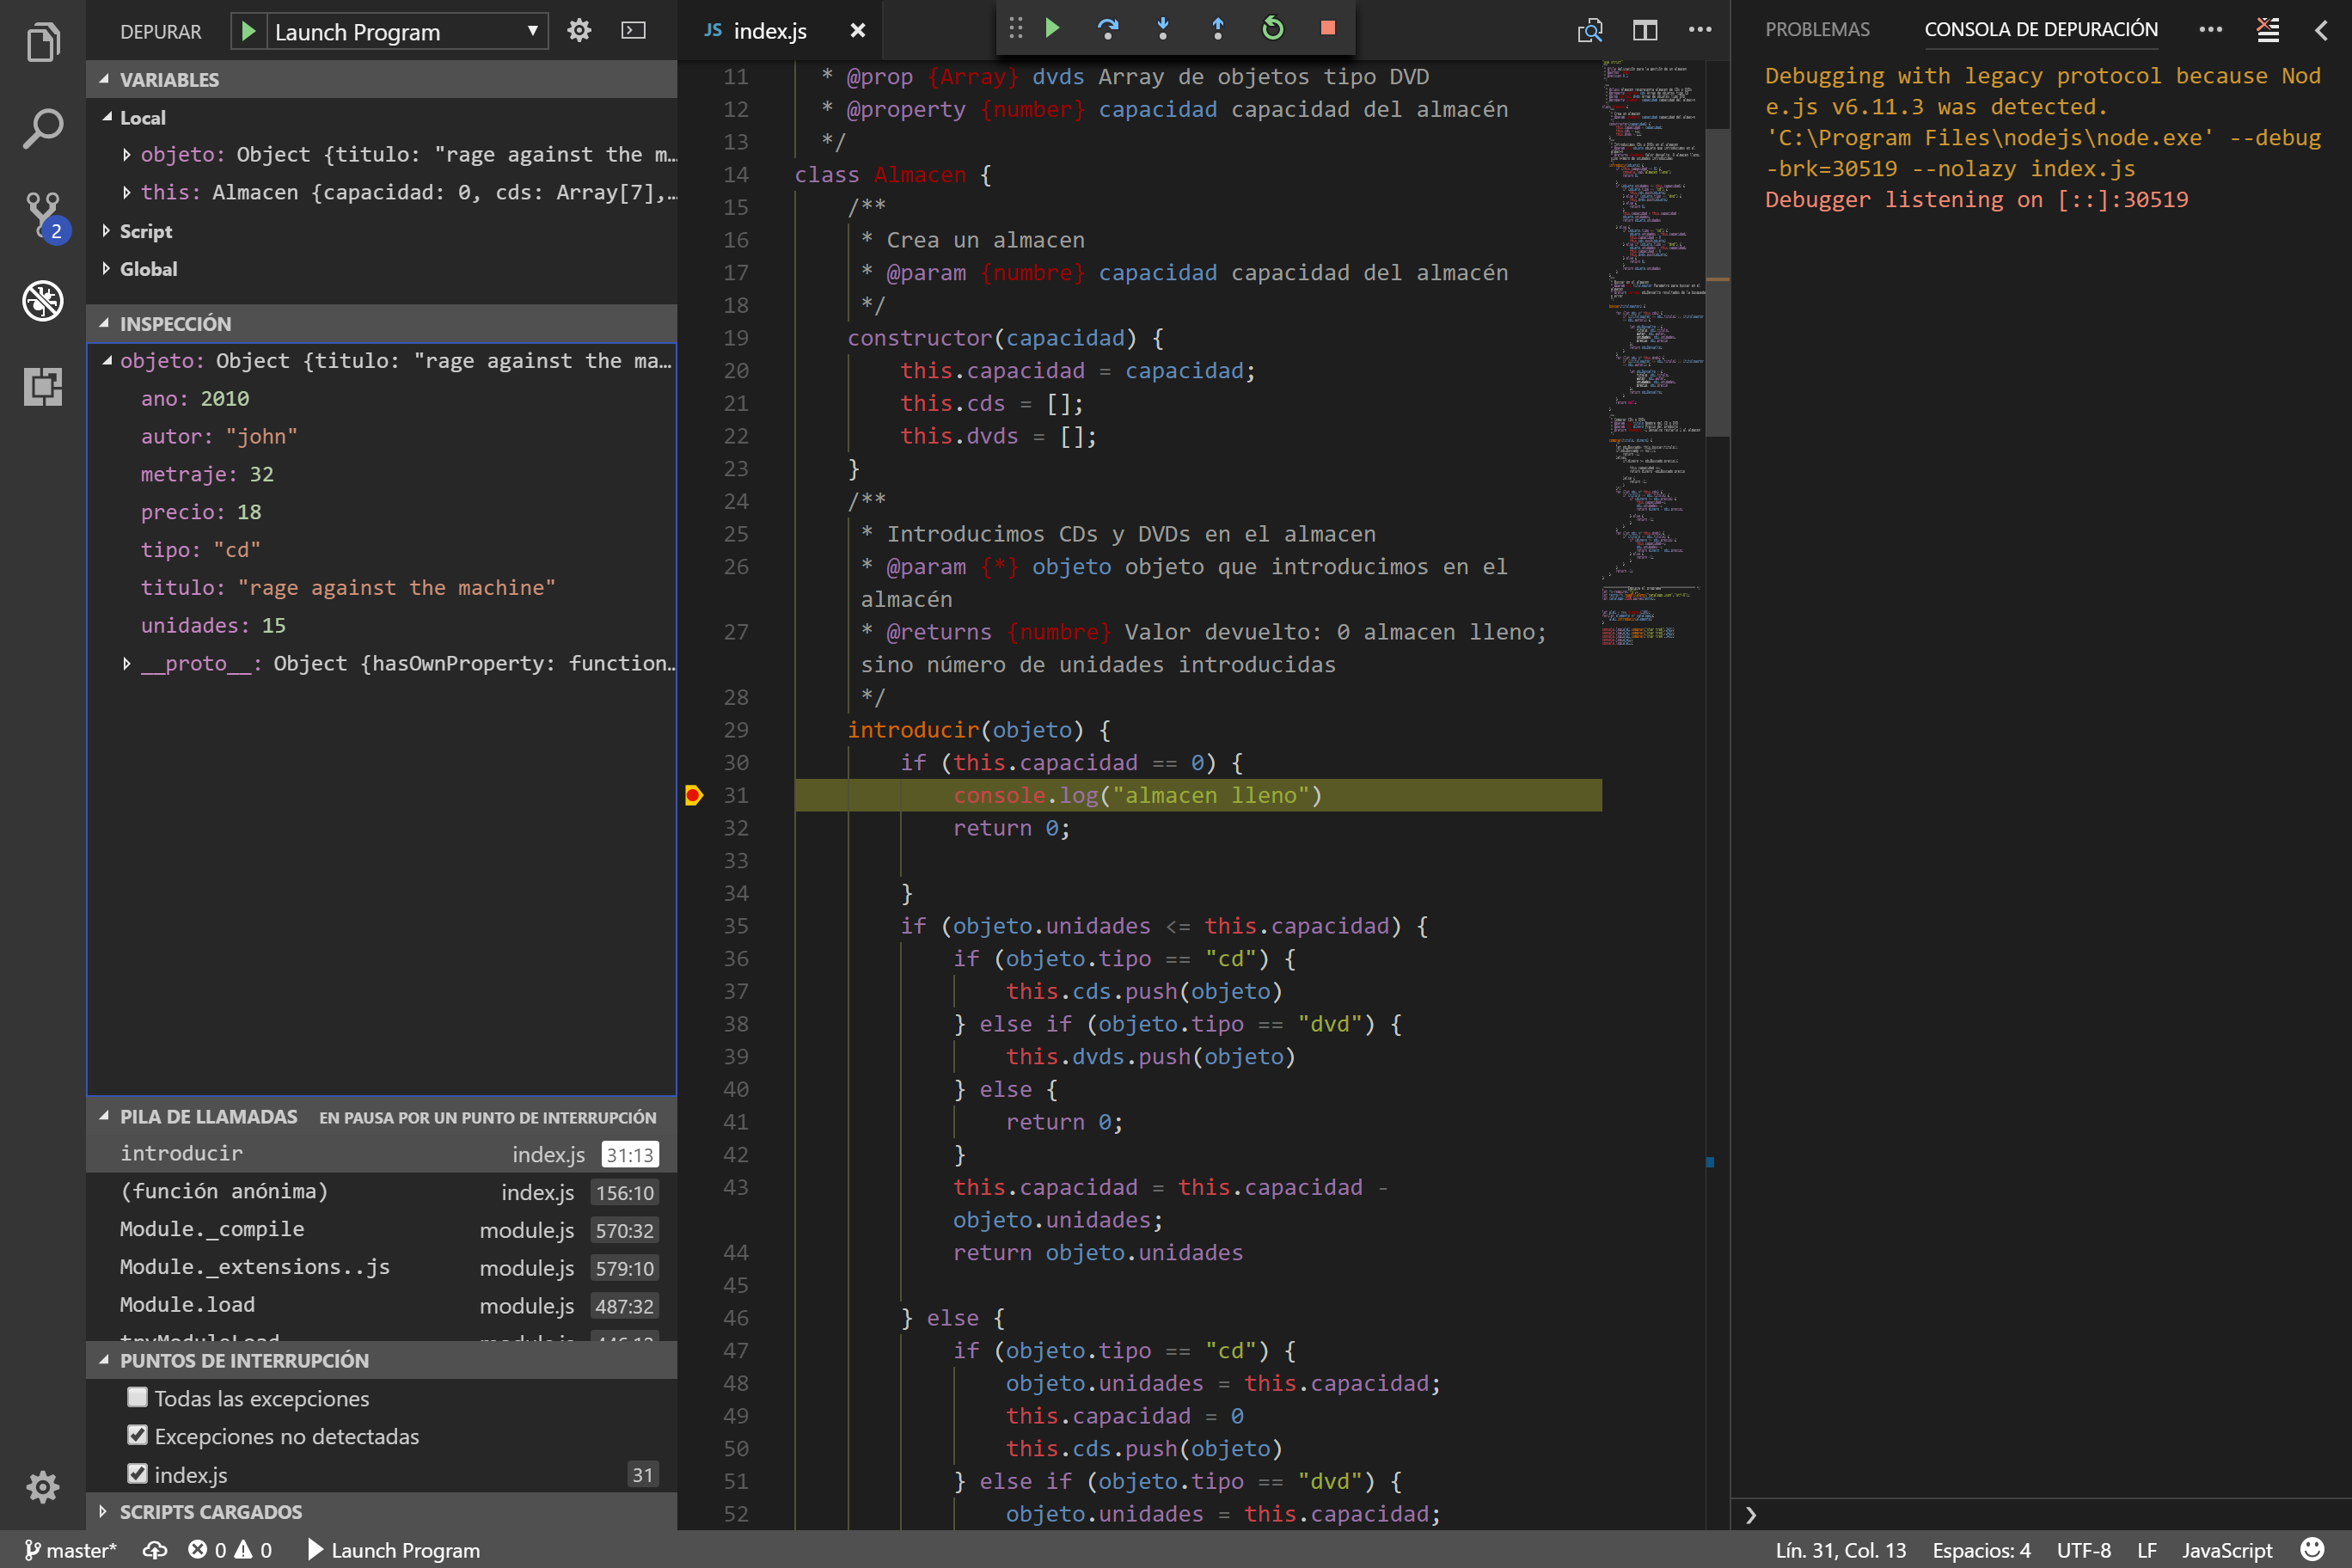 DEPURAR
Launch Program
VARIABLES
Local
objeto: Object {titulo: "rage against the m…
this: Almacen {capacidad: 0, cds: Array[7],…
Script
Global
INSPECCIÓN
objeto: Object {titulo: "rage against the ma…
ano: 2010
autor: "john"
metraje: 32
precio: 18
tipo: "cd"
titulo: "rage against the machine"
unidades: 15
__proto__: Object {hasOwnProperty: function…
PILA DE LLAMADAS EN PAUSA POR UN PUNTO DE INTERRUPCIÓN
introducir index.js 31:13
(función anónima) index.js 156:10
Module._compile module.js 570:32
Module._extensions..js module.js 579:10
Module.load module.js 487:32
PUNTOS DE INTERRUPCIÓN
Todas las excepciones
Excepciones no detectadas
index.js 31
SCRIPTS CARGADOS
2
JS index.js
11 * @prop {Array} dvds Array de objetos tipo DVD
12 * @property {number} capacidad capacidad del almacén
13 */
14 class Almacen {
15 /**
16 * Crea un almacen
17 * @param {numbre} capacidad capacidad del almacén
18 */
19 constructor(capacidad) {
20 this.capacidad = capacidad;
21 this.cds = [];
22 this.dvds = [];
23 }
24 /**
25 * Introducimos CDs y DVDs en el almacen
26 * @param {*} objeto objeto que introducimos en el
almacén
27 * @returns {numbre} Valor devuelto: 0 almacen lleno;
sino número de unidades introducidas
28 */
29 introducir(objeto) {
30 if (this.capacidad == 0) {
31 console.log("almacen lleno")
32 return 0;
33
34 }
35 if (objeto.unidades <= this.capacidad) {
36 if (objeto.tipo == "cd") {
37 this.cds.push(objeto)
38 } else if (objeto.tipo == "dvd") {
39 this.dvds.push(objeto)
40 } else {
41 return 0;
42 }
43 this.capacidad = this.capacidad -
objeto.unidades;
44 return objeto.unidades
45
46 } else {
47 if (objeto.tipo == "cd") {
48 objeto.unidades = this.capacidad;
49 this.capacidad = 0
50 this.cds.push(objeto)
51 } else if (objeto.tipo == "dvd") {
52 objeto.unidades = this.capacidad;
PROBLEMAS CONSOLA DE DEPURACIÓN
Debugging with legacy protocol because Nod
e.js v6.11.3 was detected.
'C:\Program Files\nodejs\node.exe' --debug
-brk=30519 --nolazy index.js
Debugger listening on [::]:30519
master* 0 0 Launch Program
Lín. 31, Col. 13 Espacios: 4 UTF-8 LF JavaScript